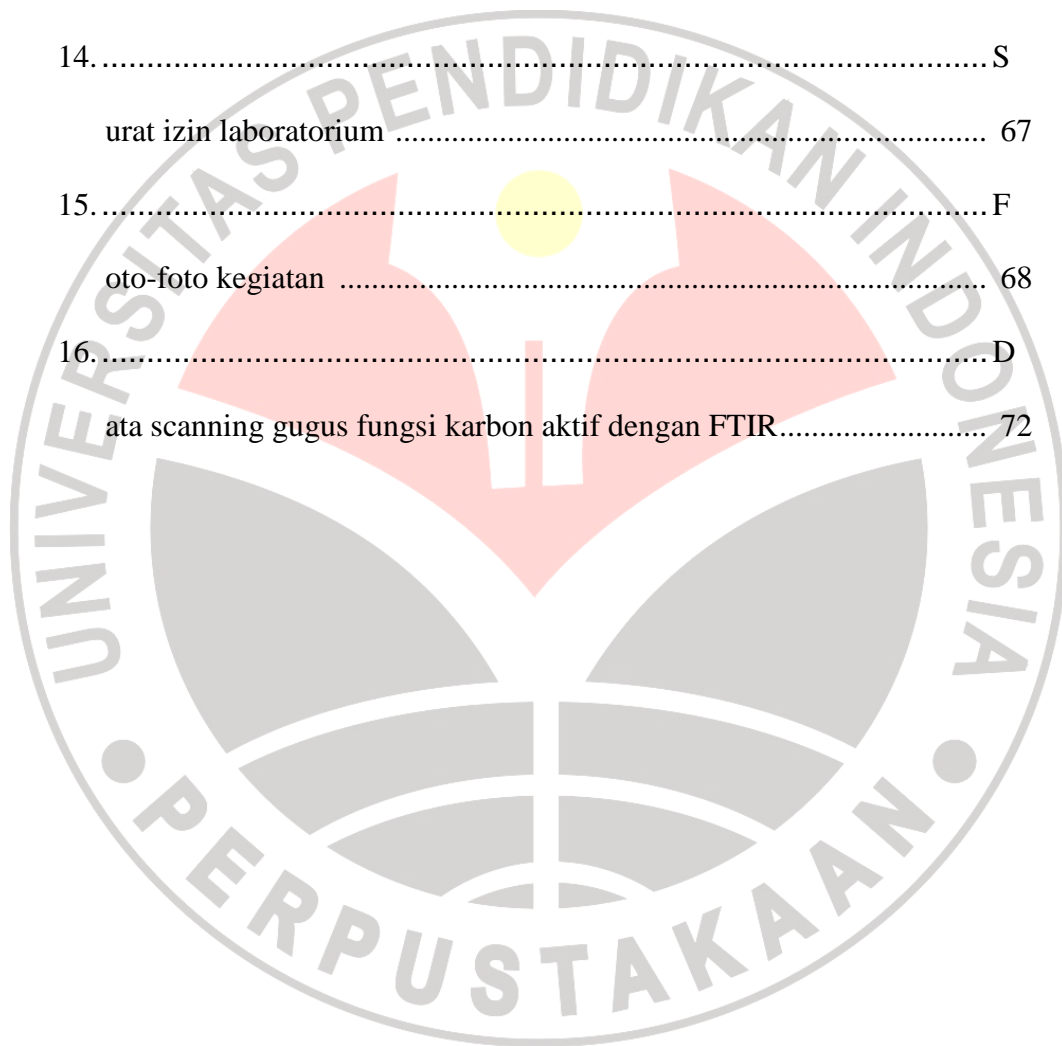 14. ........................................................................................ S
urat izin laboratorium ...................................................................... 67
15. ........................................................................................ F
oto-foto kegiatan ............................................................................. 68
16. ........................................................................................ D
ata scanning gugus fungsi karbon aktif dengan FTIR......................... 72
UNIVERSITAS PENDIDIKAN INDONESIA
PERPUSTAKAAN